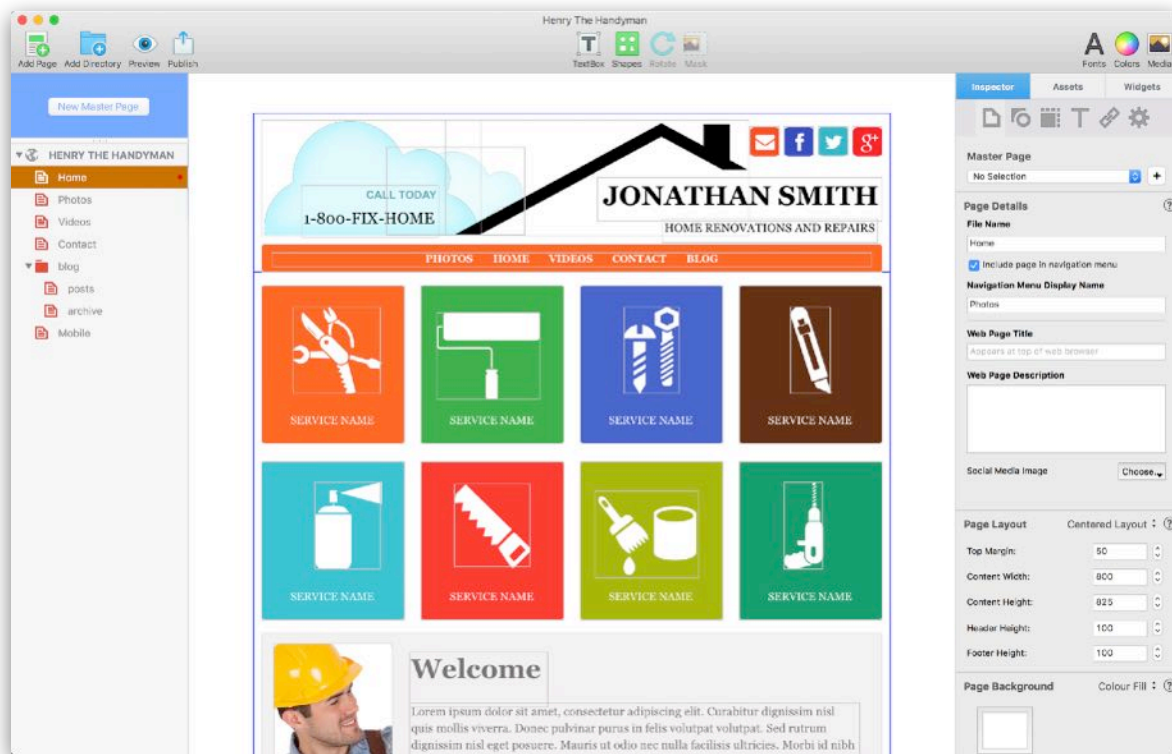 Henry The Handyman
Add Page Add Directory Preview Publish
TextBox Shapes Rotate Mask
Fonts Colors Media
New Master Page
HENRY THE HANDYMAN
Home
Photos
Videos
Contact
blog
posts
archive
Mobile
CALL TODAY
1-800-FIX-HOME
f
g+
JONATHAN SMITH
HOME RENOVATIONS AND REPAIRS
PHOTOS HOME VIDEOS CONTACT BLOG
SERVICE NAME SERVICE NAME SERVICE NAME SERVICE NAME
SERVICE NAME SERVICE NAME SERVICE NAME SERVICE NAME
Welcome
Lorem ipsum dolor sit amet, consectetur adipiscing elit. Curabitur dignissim nisl
quis mollis viverra. Donec pulvinar purus in felis volutpat volutpat. Sed rutrum
dignissim nisl eget posuere. Mauris ut odio nec nulla facilisis ultricies. Morbi id nibh
Inspector Assets Widgets
Master Page
No Selection
Page Details ?
File Name
Home
Include page in navigation menu
Navigation Menu Display Name
Photos
Web Page Title
Appears at top of web browser
Web Page Description
Social Media Image Choose...
Page Layout Centered Layout ?
Top Margin: 50
Content Width: 800
Content Height: 825
Header Height: 100
Footer Height: 100
Page Background Colour Fill ?